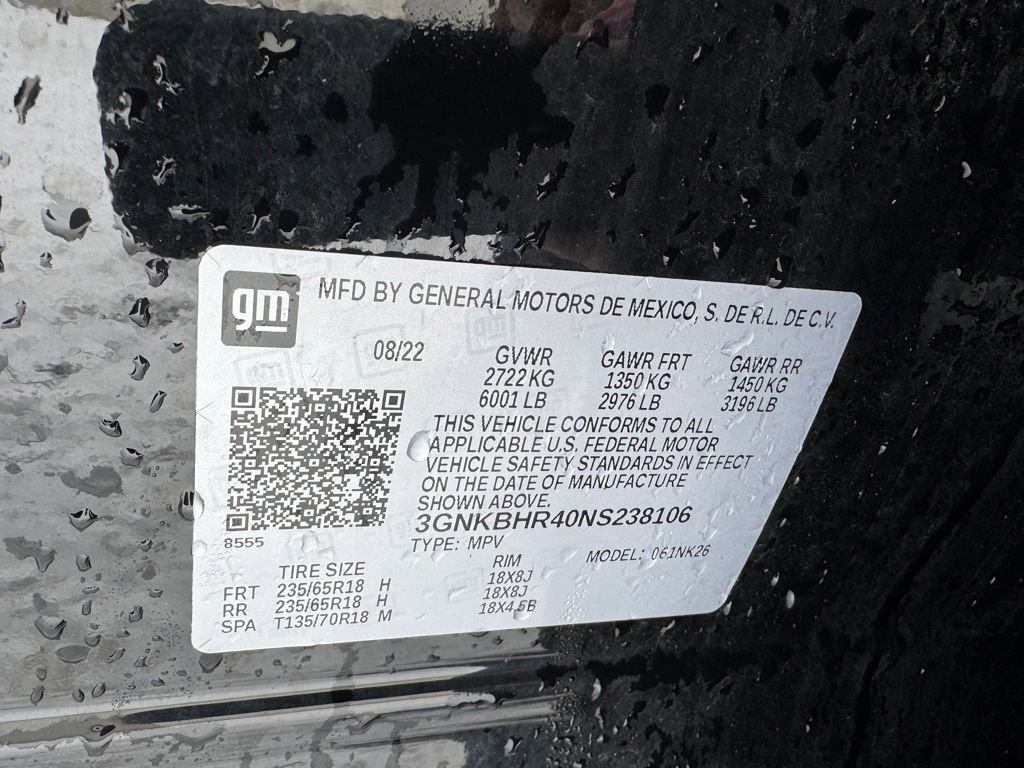 gm
MFD BY GENERAL MOTORS DE MEXICO, S. DE R.L. DE C.V.
08/22 GVWR GAWR FRT GAWR RR
2722 KG 1350 KG 1450 KG
6001 LB 2976 LB 3196 LB
THIS VEHICLE CONFORMS TO ALL
APPLICABLE U.S. FEDERAL MOTOR
VEHICLE SAFETY STANDARDS IN EFFECT
ON THE DATE OF MANUFACTURE
SHOWN ABOVE.
3GNKBHR40NS238106
8555 TYPE: MPV MODEL: 061NK26
TIRE SIZE RIM
FRT 235/65R18 H 18X8J
RR 235/65R18 H 18X8J
SPA T135/70R18 M 18X4.5B